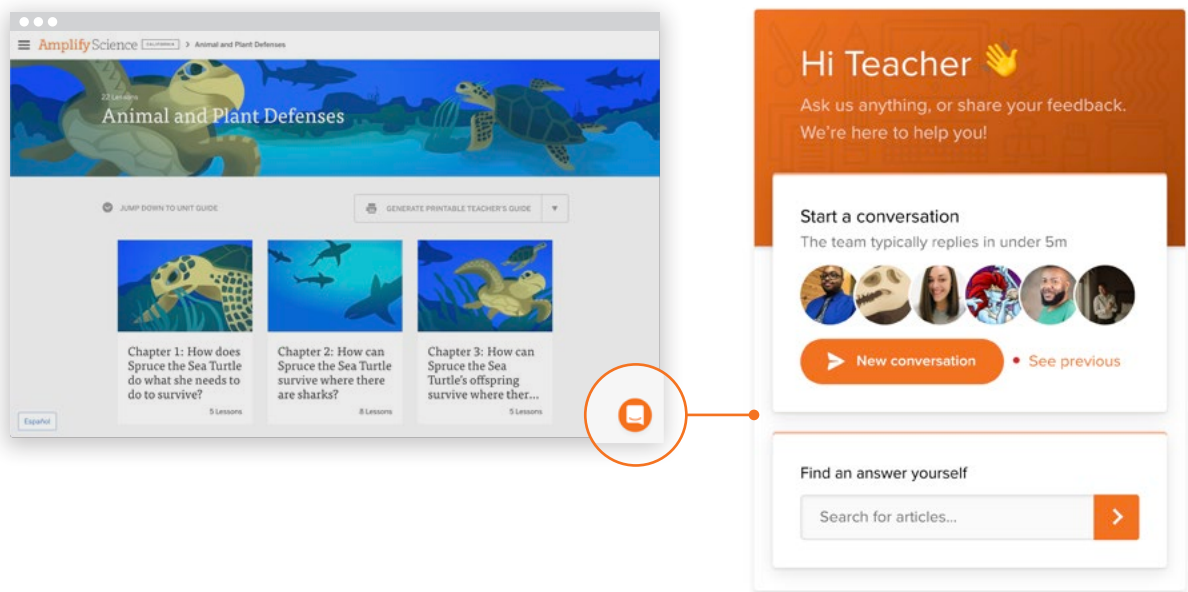 AmplifyScience CALIFORNIA > Animal and Plant Defenses
22 Lessons
Animal and Plant Defenses
JUMP DOWN TO UNIT GUIDE
GENERATE PRINTABLE TEACHER'S GUIDE
Chapter 1: How does
Spruce the Sea Turtle
do what she needs to
do to survive?
5 Lessons
Chapter 2: How can
Spruce the Sea Turtle
survive where there
are sharks?
8 Lessons
Chapter 3: How can
Spruce the Sea
Turtle's offspring
survive where ther...
5 Lessons
Español
Hi Teacher
Ask us anything, or share your feedback.
We're here to help you!
Start a conversation
The team typically replies in under 5m
New conversation
• See previous
Find an answer yourself
Search for articles...